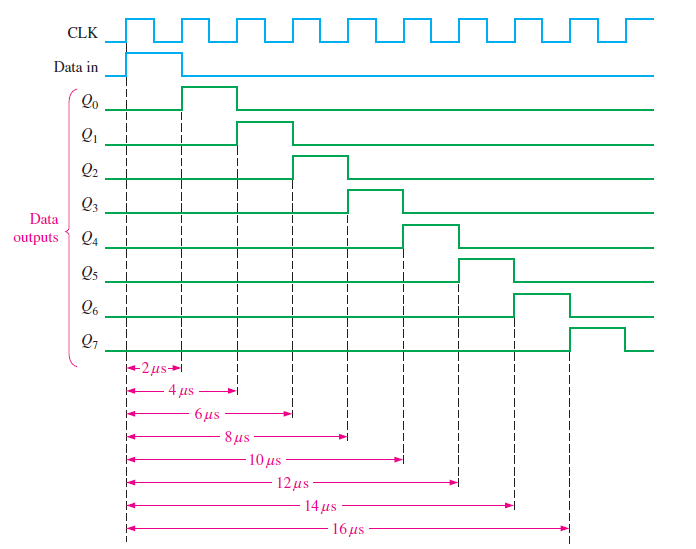 CLK
Data in
Q0
Q1
Q2
Q3
Data
outputs
Q4
Q5
Q6
Q7
2 μs
4 μs
6 μs
8 μs
10 μs
12 μs
14 μs
16 μs